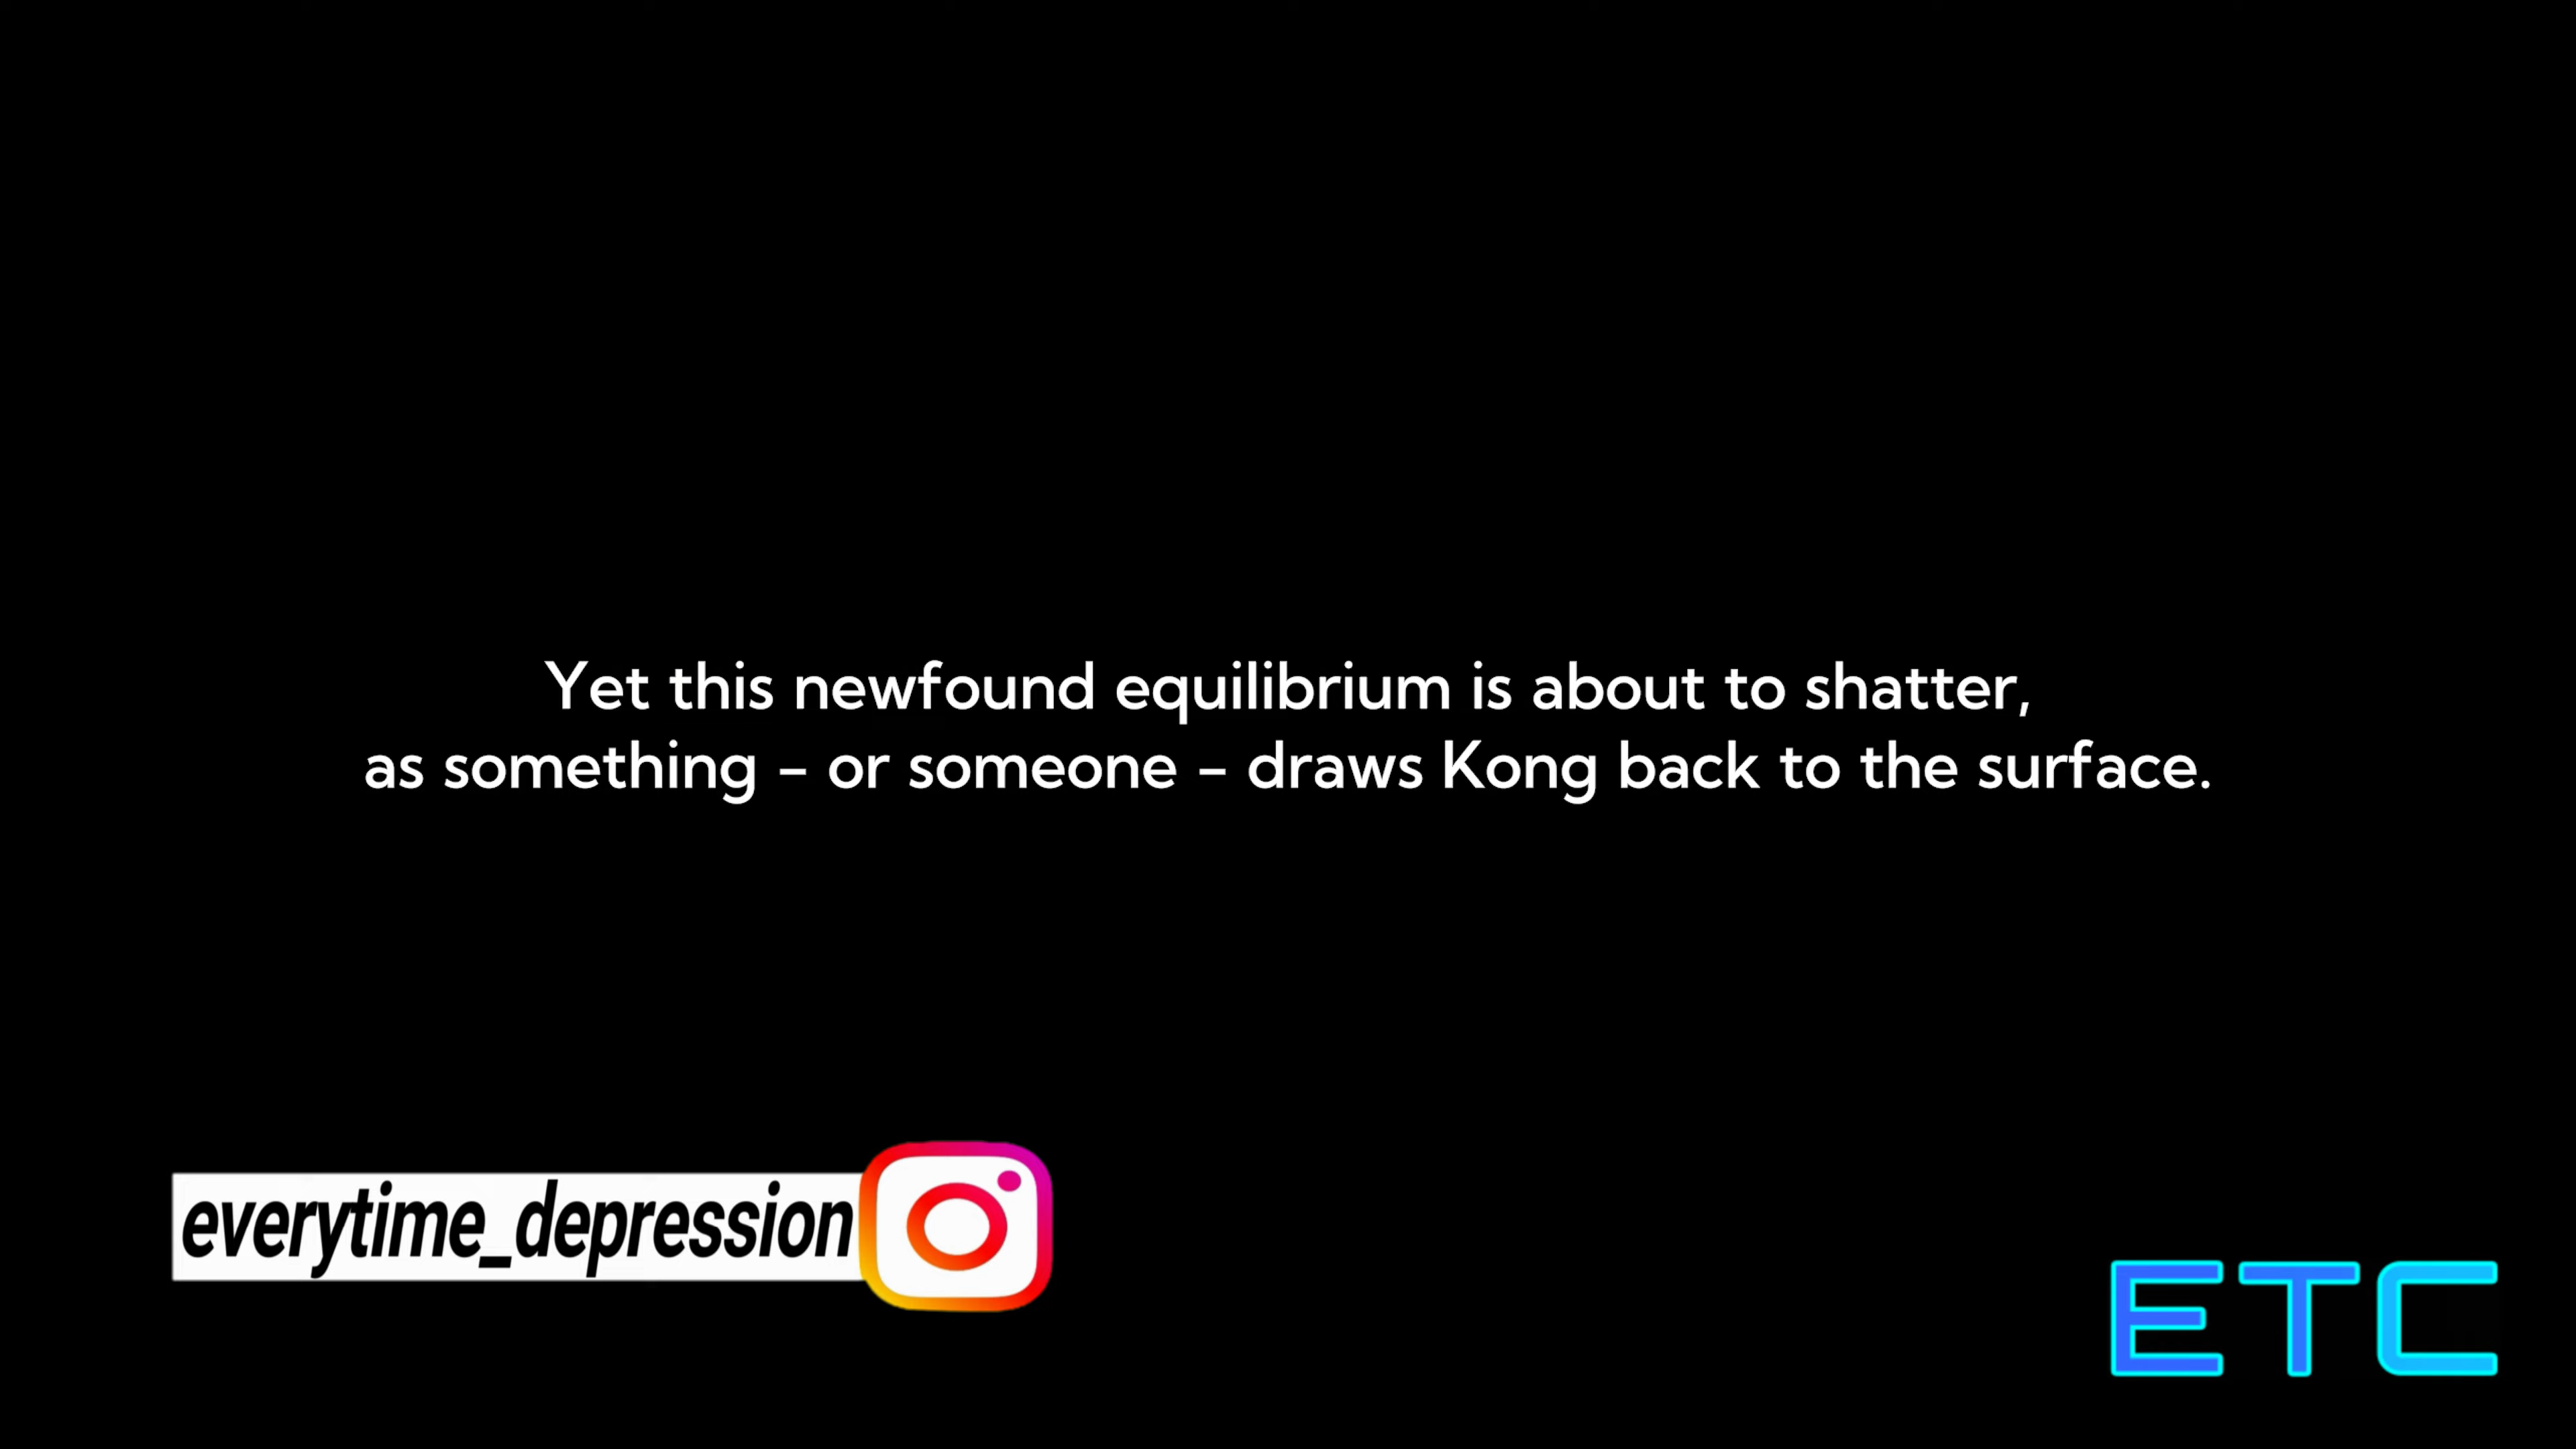 Yet this newfound equilibrium is about to shatter,
as something – or someone – draws Kong back to the surface.
everytime_depression
ETC